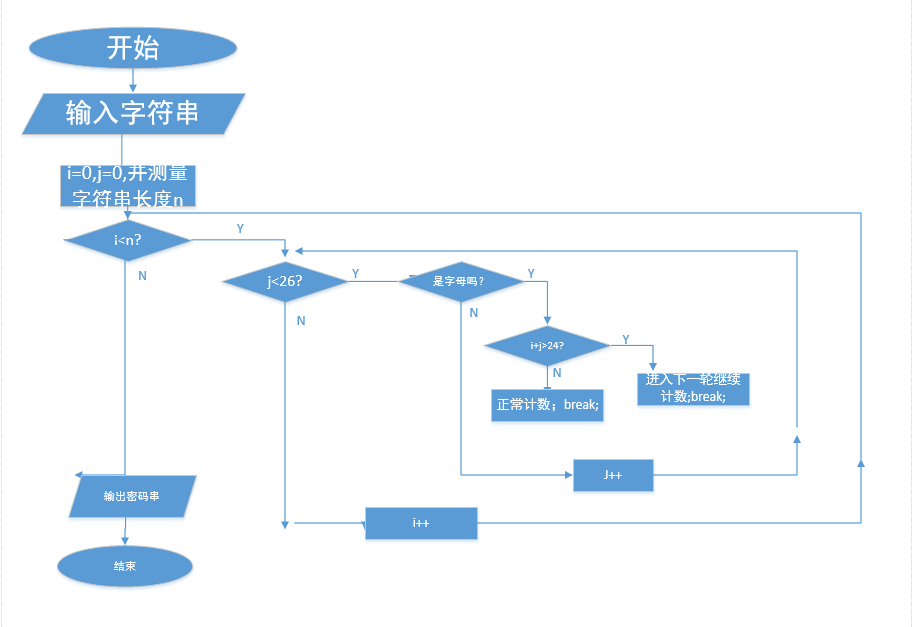 开始
输入字符串
i=0,j=0,并测量
字符串长度n
i<n?
Y
N
j<26?
Y
N
是字母吗?
Y
N
i+j>24?
Y
N
进入下一轮继续
计数;break;
正常计数；break;
J++
i++
输出密码串
结束